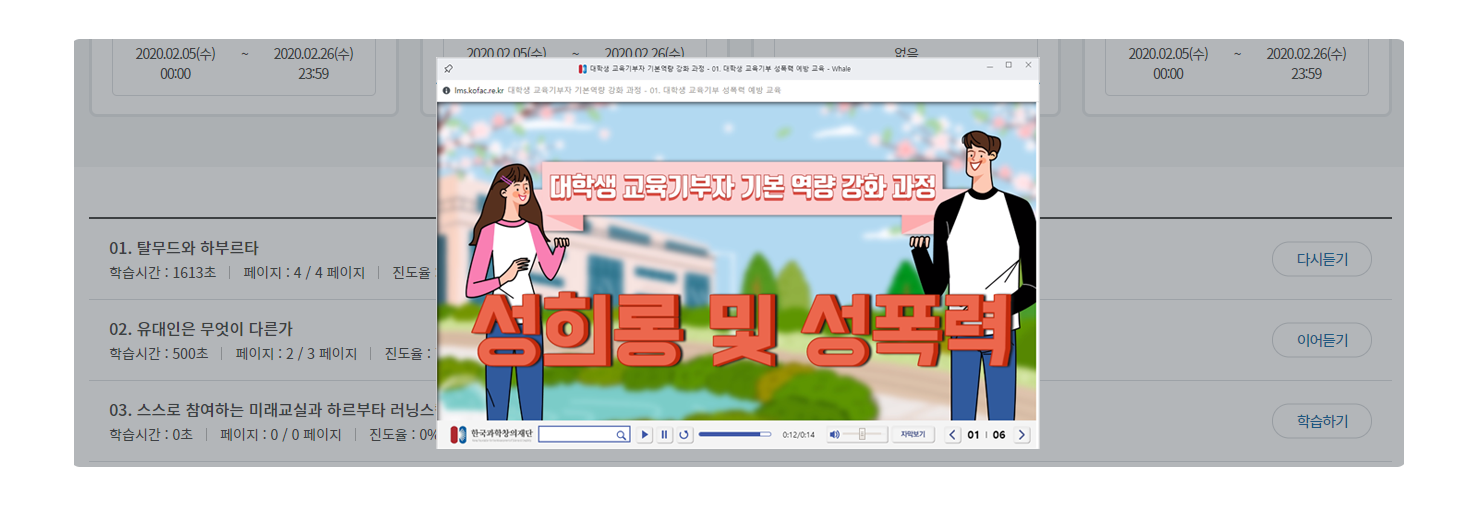 2020.02.05(수) ~ 2020.02.26(수)
00:00 23:59
2020.02.05(수) ~ 2020.02.26(수)
없음
2020.02.05(수) ~ 2020.02.26(수)
00:00 23:59
대학생 교육기부자 기본역량 강화 과정 - 01. 대학생 교육기부 성폭력 예방 교육 - Whale
lms.kofac.re.kr 대학생 교육기부자 기본역량 강화 과정 - 01. 대학생 교육기부 성폭력 예방 교육
대학생 교육기부자 기본 역량 강화 과정
성희롱 및 성폭력
한국과학창의재단
0:12/0:14
자막보기
01 | 06
01. 탈무드와 하부르타
학습시간 : 1613초 | 페이지 : 4 / 4 페이지 | 진도율
다시듣기
02. 유대인은 무엇이 다른가
학습시간 : 500초 | 페이지 : 2 / 3 페이지 | 진도율 :
이어듣기
03. 스스로 참여하는 미래교실과 하르부타 러닝스
학습시간 : 0초 | 페이지 : 0 / 0 페이지 | 진도율 : 0%
학습하기